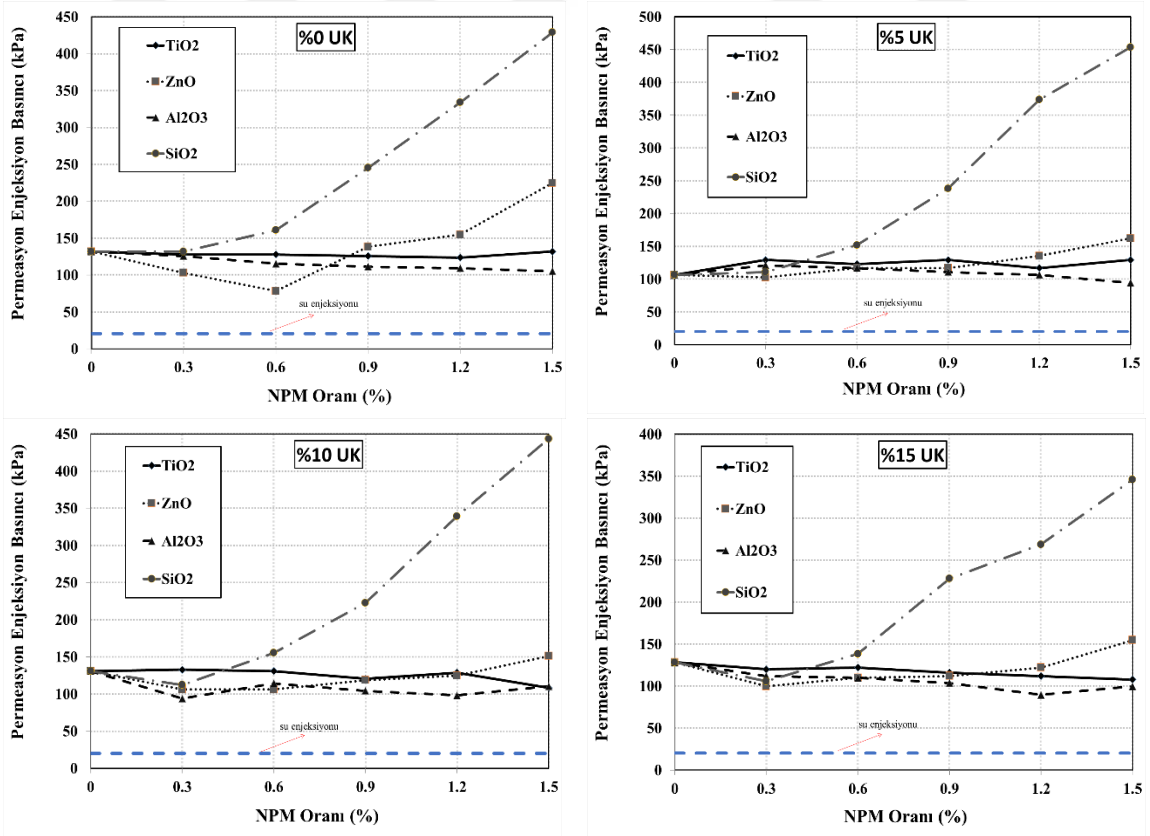 Permeasyon Enjeksiyon Basıncı (kPa)
450
400
350
300
250
200
150
100
50
0
%0 UK
TiO2
ZnO
Al2O3
SiO2
su enjeksiyonu
0 0.3 0.6 0.9 1.2 1.5
NPM Oranı (%)
Permeasyon Enjeksiyon Basıncı (kPa)
500
450
400
350
300
250
200
150
100
50
0
%5 UK
TiO2
ZnO
Al2O3
SiO2
su enjeksiyonu
0 0.3 0.6 0.9 1.2 1.5
NPM Oranı (%)
Permeasyon Enjeksiyon Basıncı (kPa)
450
400
350
300
250
200
150
100
50
0
%10 UK
TiO2
ZnO
Al2O3
SiO2
su enjeksiyonu
0 0.3 0.6 0.9 1.2 1.5
NPM Oranı (%)
Permeasyon Enjeksiyon Basıncı (kPa)
400
350
300
250
200
150
100
50
0
%15 UK
TiO2
ZnO
Al2O3
SiO2
su enjeksiyonu
0 0.3 0.6 0.9 1.2 1.5
NPM Oranı (%)